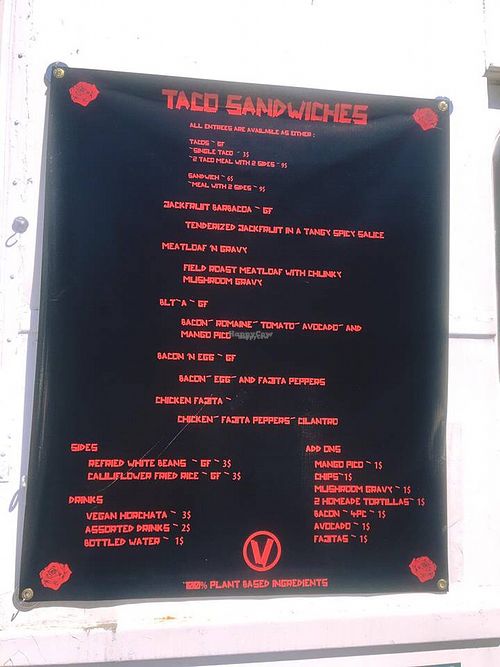 TACO SANDWICHES
ALL ENTREES ARE AVAILABLE AS EITHER :
TACOS ~ GF
~SINGLE TACO ~ 3$
~2 TACO MEAL WITH 2 SIDES ~ 9$
SANDWICH ~ 6$
~MEAL WITH 2 SIDES ~ 9$
JACKFRUIT BARBACOA ~ GF
TENDERIZED JACKFRUIT IN A TANGY SPICY SAUCE
MEATLOAF 'N GRAVY
FIELD ROAST MEATLOAF WITH CHUNKY
MUSHROOM GRAVY
BLT~A ~ GF
BACON~ ROMAINE~ TOMATO~ AVOCADO~ AND
MANGO PICO
HappyCow
BACON 'N EGG ~ GF
BACON~ EGG~ AND FAJITA PEPPERS
CHICKEN FAJITA ~
CHICKEN~ FAJITA PEPPERS~ CILANTRO
SIDES
REFRIED WHITE BEANS ~ GF ~ 3$
CAULIFLOWER FRIED RICE ~ GF ~ 3$
DRINKS
VEGAN HORCHATA ~ 3$
ASSORTED DRINKS ~ 2$
BOTTLED WATER ~ 1$
ADD ONS
MANGO PICO ~ 1$
CHIPS~1$
MUSHROOM GRAVY ~ 1$
2 HOMEADE TORTILLAS~ 1$
BACON ~ 4PC ~ 1$
AVOCADO ~ 1$
FAJITAS ~ 1$
V
~100% PLANT BASED INGREDIENTS